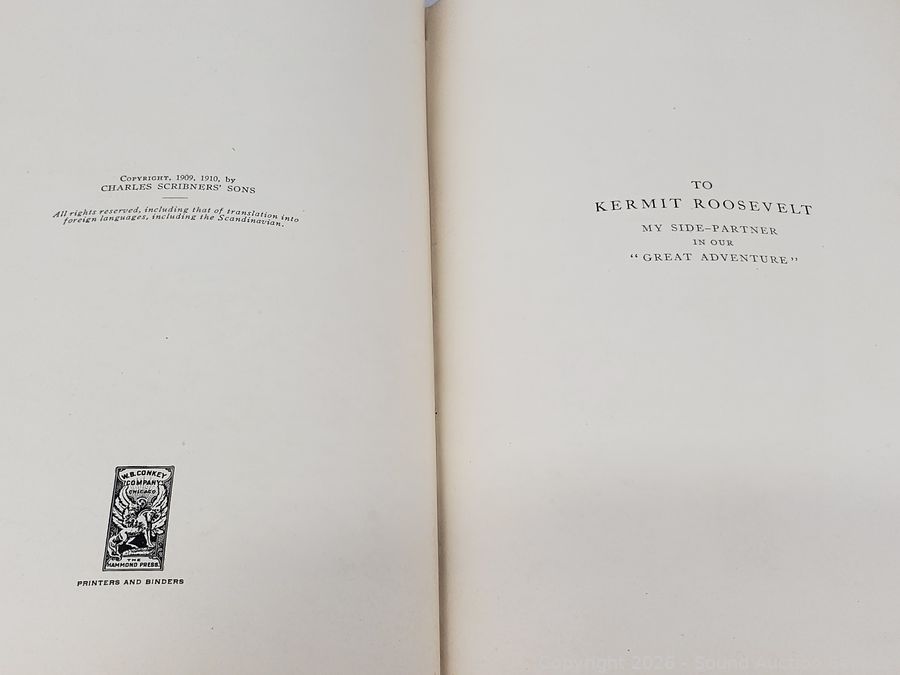 Copyright, 1909, 1910, by
CHARLES SCRIBNERS' SONS
All rights reserved, including that of translation into
foreign languages, including the Scandinavian.
W.B. CONKEY
COMPANY
CHICAGO
THE
HAMMOND PRESS.
PRINTERS AND BINDERS
TO
KERMIT ROOSEVELT
MY SIDE-PARTNER
IN OUR
“GREAT ADVENTURE”
Copyright 2026 - Sound Auction Service